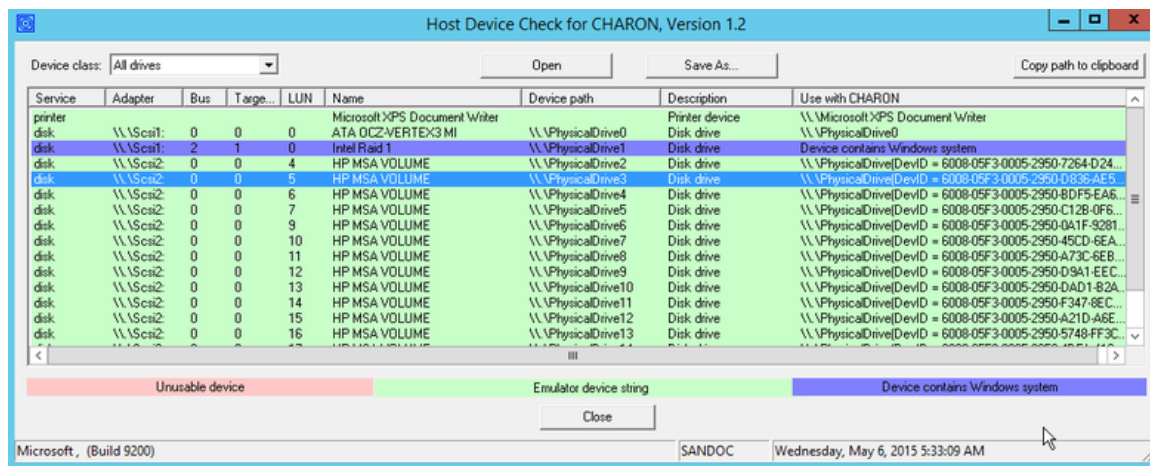 Host Device Check for CHARON, Version 1.2
Device class: All drives Open Save As... Copy path to clipboard
Service Adapter Bus Targe... LUN Name Device path Description Use with CHARON
printer Microsoft XPS Document Writer Printer device \\.\Microsoft XPS Document Writer
disk \\.\Scsi1: 0 0 0 ATA OCZ-VERTEX3 MI \\.\PhysicalDrive0 Disk drive \\.\PhysicalDrive0
disk \\.\Scsi1: 2 1 0 Intel Raid 1 \\.\PhysicalDrive1 Disk drive Device contains Windows system
disk \\.\Scsi2: 0 0 4 HP MSA VOLUME \\.\PhysicalDrive2 Disk drive \\.\PhysicalDrive(DevID = 6008-05F3-0005-2950-7264-D24...
disk \\.\Scsi2: 0 0 5 HP MSA VOLUME \\.\PhysicalDrive3 Disk drive \\.\PhysicalDrive(DevID = 6008-05F3-0005-2950-D836-AE5...
disk \\.\Scsi2: 0 0 6 HP MSA VOLUME \\.\PhysicalDrive4 Disk drive \\.\PhysicalDrive(DevID = 6008-05F3-0005-2950-BDF5-EA6...
disk \\.\Scsi2: 0 0 7 HP MSA VOLUME \\.\PhysicalDrive5 Disk drive \\.\PhysicalDrive(DevID = 6008-05F3-0005-2950-C12B-0F6...
disk \\.\Scsi2: 0 0 9 HP MSA VOLUME \\.\PhysicalDrive6 Disk drive \\.\PhysicalDrive(DevID = 6008-05F3-0005-2950-0A1F-9281...
disk \\.\Scsi2: 0 0 10 HP MSA VOLUME \\.\PhysicalDrive7 Disk drive \\.\PhysicalDrive(DevID = 6008-05F3-0005-2950-45CD-6EA...
disk \\.\Scsi2: 0 0 11 HP MSA VOLUME \\.\PhysicalDrive8 Disk drive \\.\PhysicalDrive(DevID = 6008-05F3-0005-2950-A73C-6EB...
disk \\.\Scsi2: 0 0 12 HP MSA VOLUME \\.\PhysicalDrive9 Disk drive \\.\PhysicalDrive(DevID = 6008-05F3-0005-2950-D9A1-EEC...
disk \\.\Scsi2: 0 0 13 HP MSA VOLUME \\.\PhysicalDrive10 Disk drive \\.\PhysicalDrive(DevID = 6008-05F3-0005-2950-DAD1-B2A...
disk \\.\Scsi2: 0 0 14 HP MSA VOLUME \\.\PhysicalDrive11 Disk drive \\.\PhysicalDrive(DevID = 6008-05F3-0005-2950-F347-8EC...
disk \\.\Scsi2: 0 0 15 HP MSA VOLUME \\.\PhysicalDrive12 Disk drive \\.\PhysicalDrive(DevID = 6008-05F3-0005-2950-A21D-A6E...
disk \\.\Scsi2: 0 0 16 HP MSA VOLUME \\.\PhysicalDrive13 Disk drive \\.\PhysicalDrive(DevID = 6008-05F3-0005-2950-5748-FF3C...
Unusable device Emulator device string Device contains Windows system
Close
Microsoft , (Build 9200) SANDOC Wednesday, May 6, 2015 5:33:09 AM